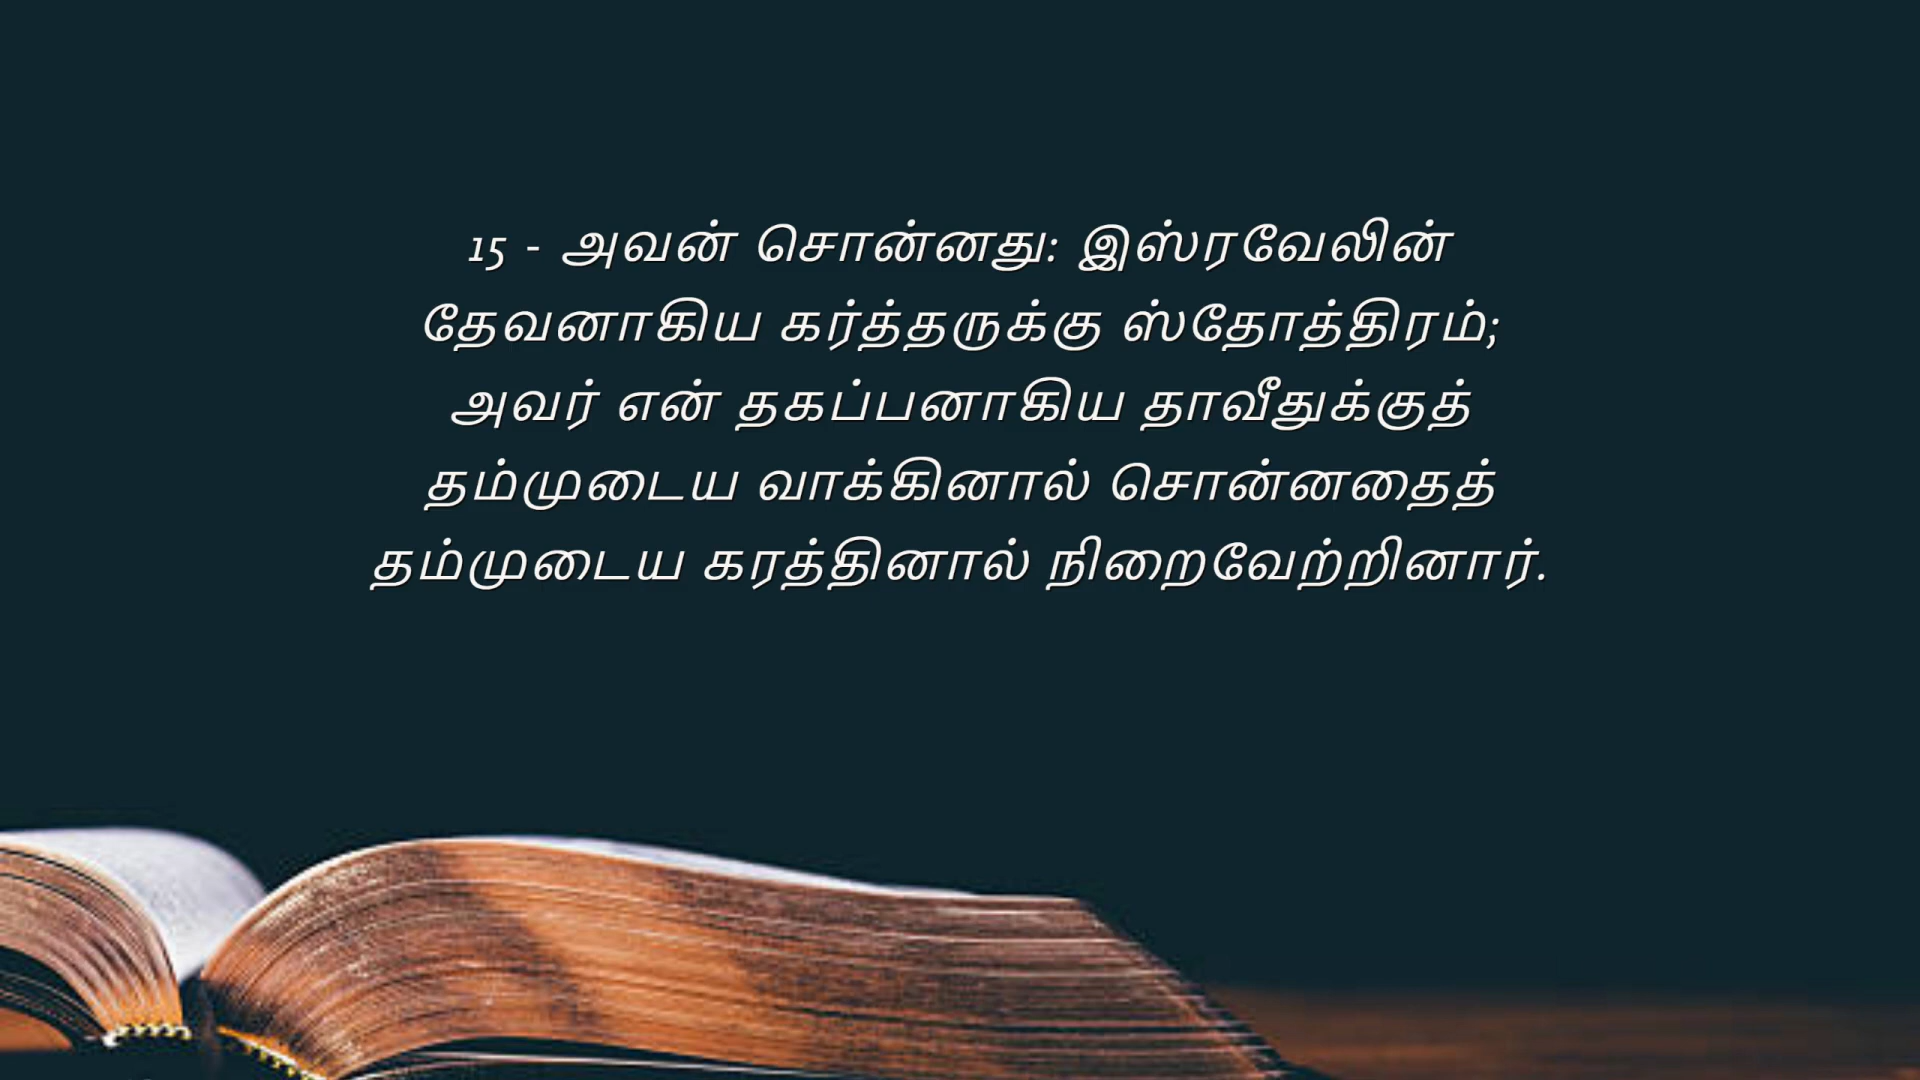 15 - அவன் சொன்னது: இஸ்ரவேலின்
தேவனாகிய கர்த்தருக்கு ஸ்தோத்திரம்;
அவர் என் தகப்பனாகிய தாவீதுக்குத்
தம்முடைய வாக்கினால் சொன்னதைத்
தம்முடைய கரத்தினால் நிறைவேற்றினார்.